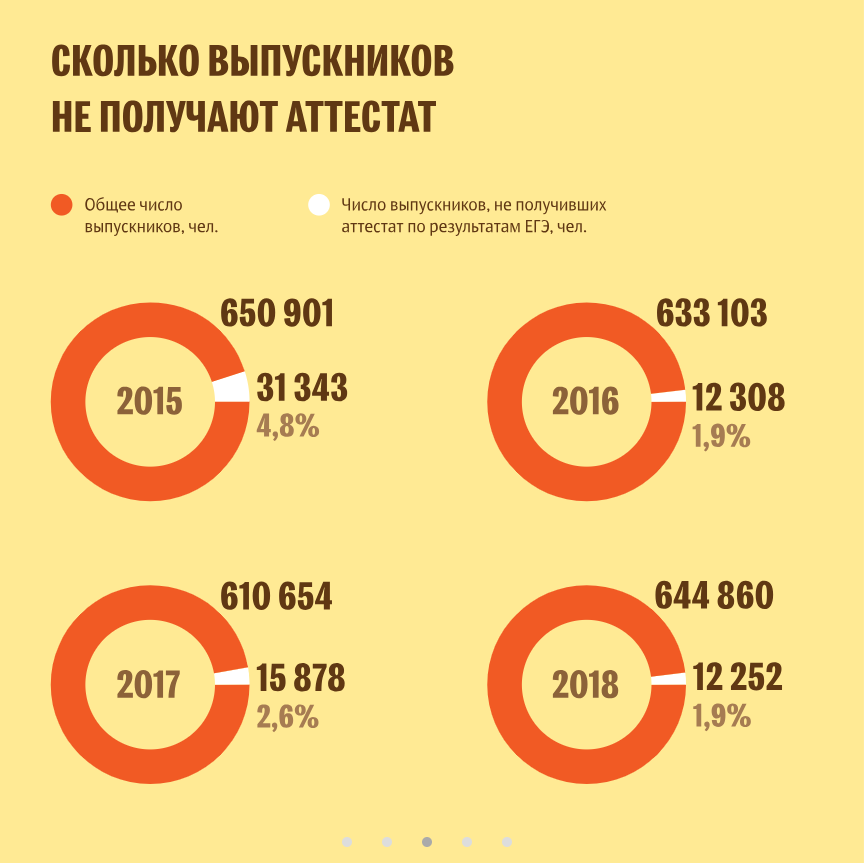 СКОЛЬКО ВЫПУСКНИКОВ
НЕ ПОЛУЧАЮТ АТТЕСТАТ
Общее число
выпускников, чел.
Число выпускников, не получивших
аттестат по результатам ЕГЭ, чел.
650 901
2015
31 343
4,8%
633 103
2016
12 308
1,9%
610 654
2017
15 878
2,6%
644 860
2018
12 252
1,9%